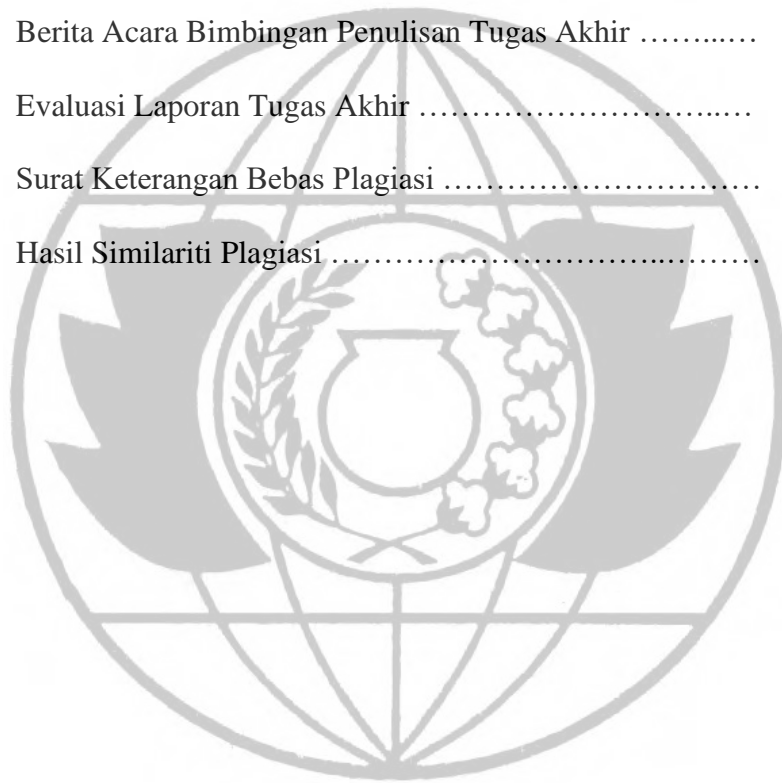 Berita Acara Bimbingan Penulisan Tugas Akhir ……...…
Evaluasi Laporan Tugas Akhir ………………………..…
Surat Keterangan Bebas Plagiasi …………………………
Hasil Similariti Plagiasi …………………………..………